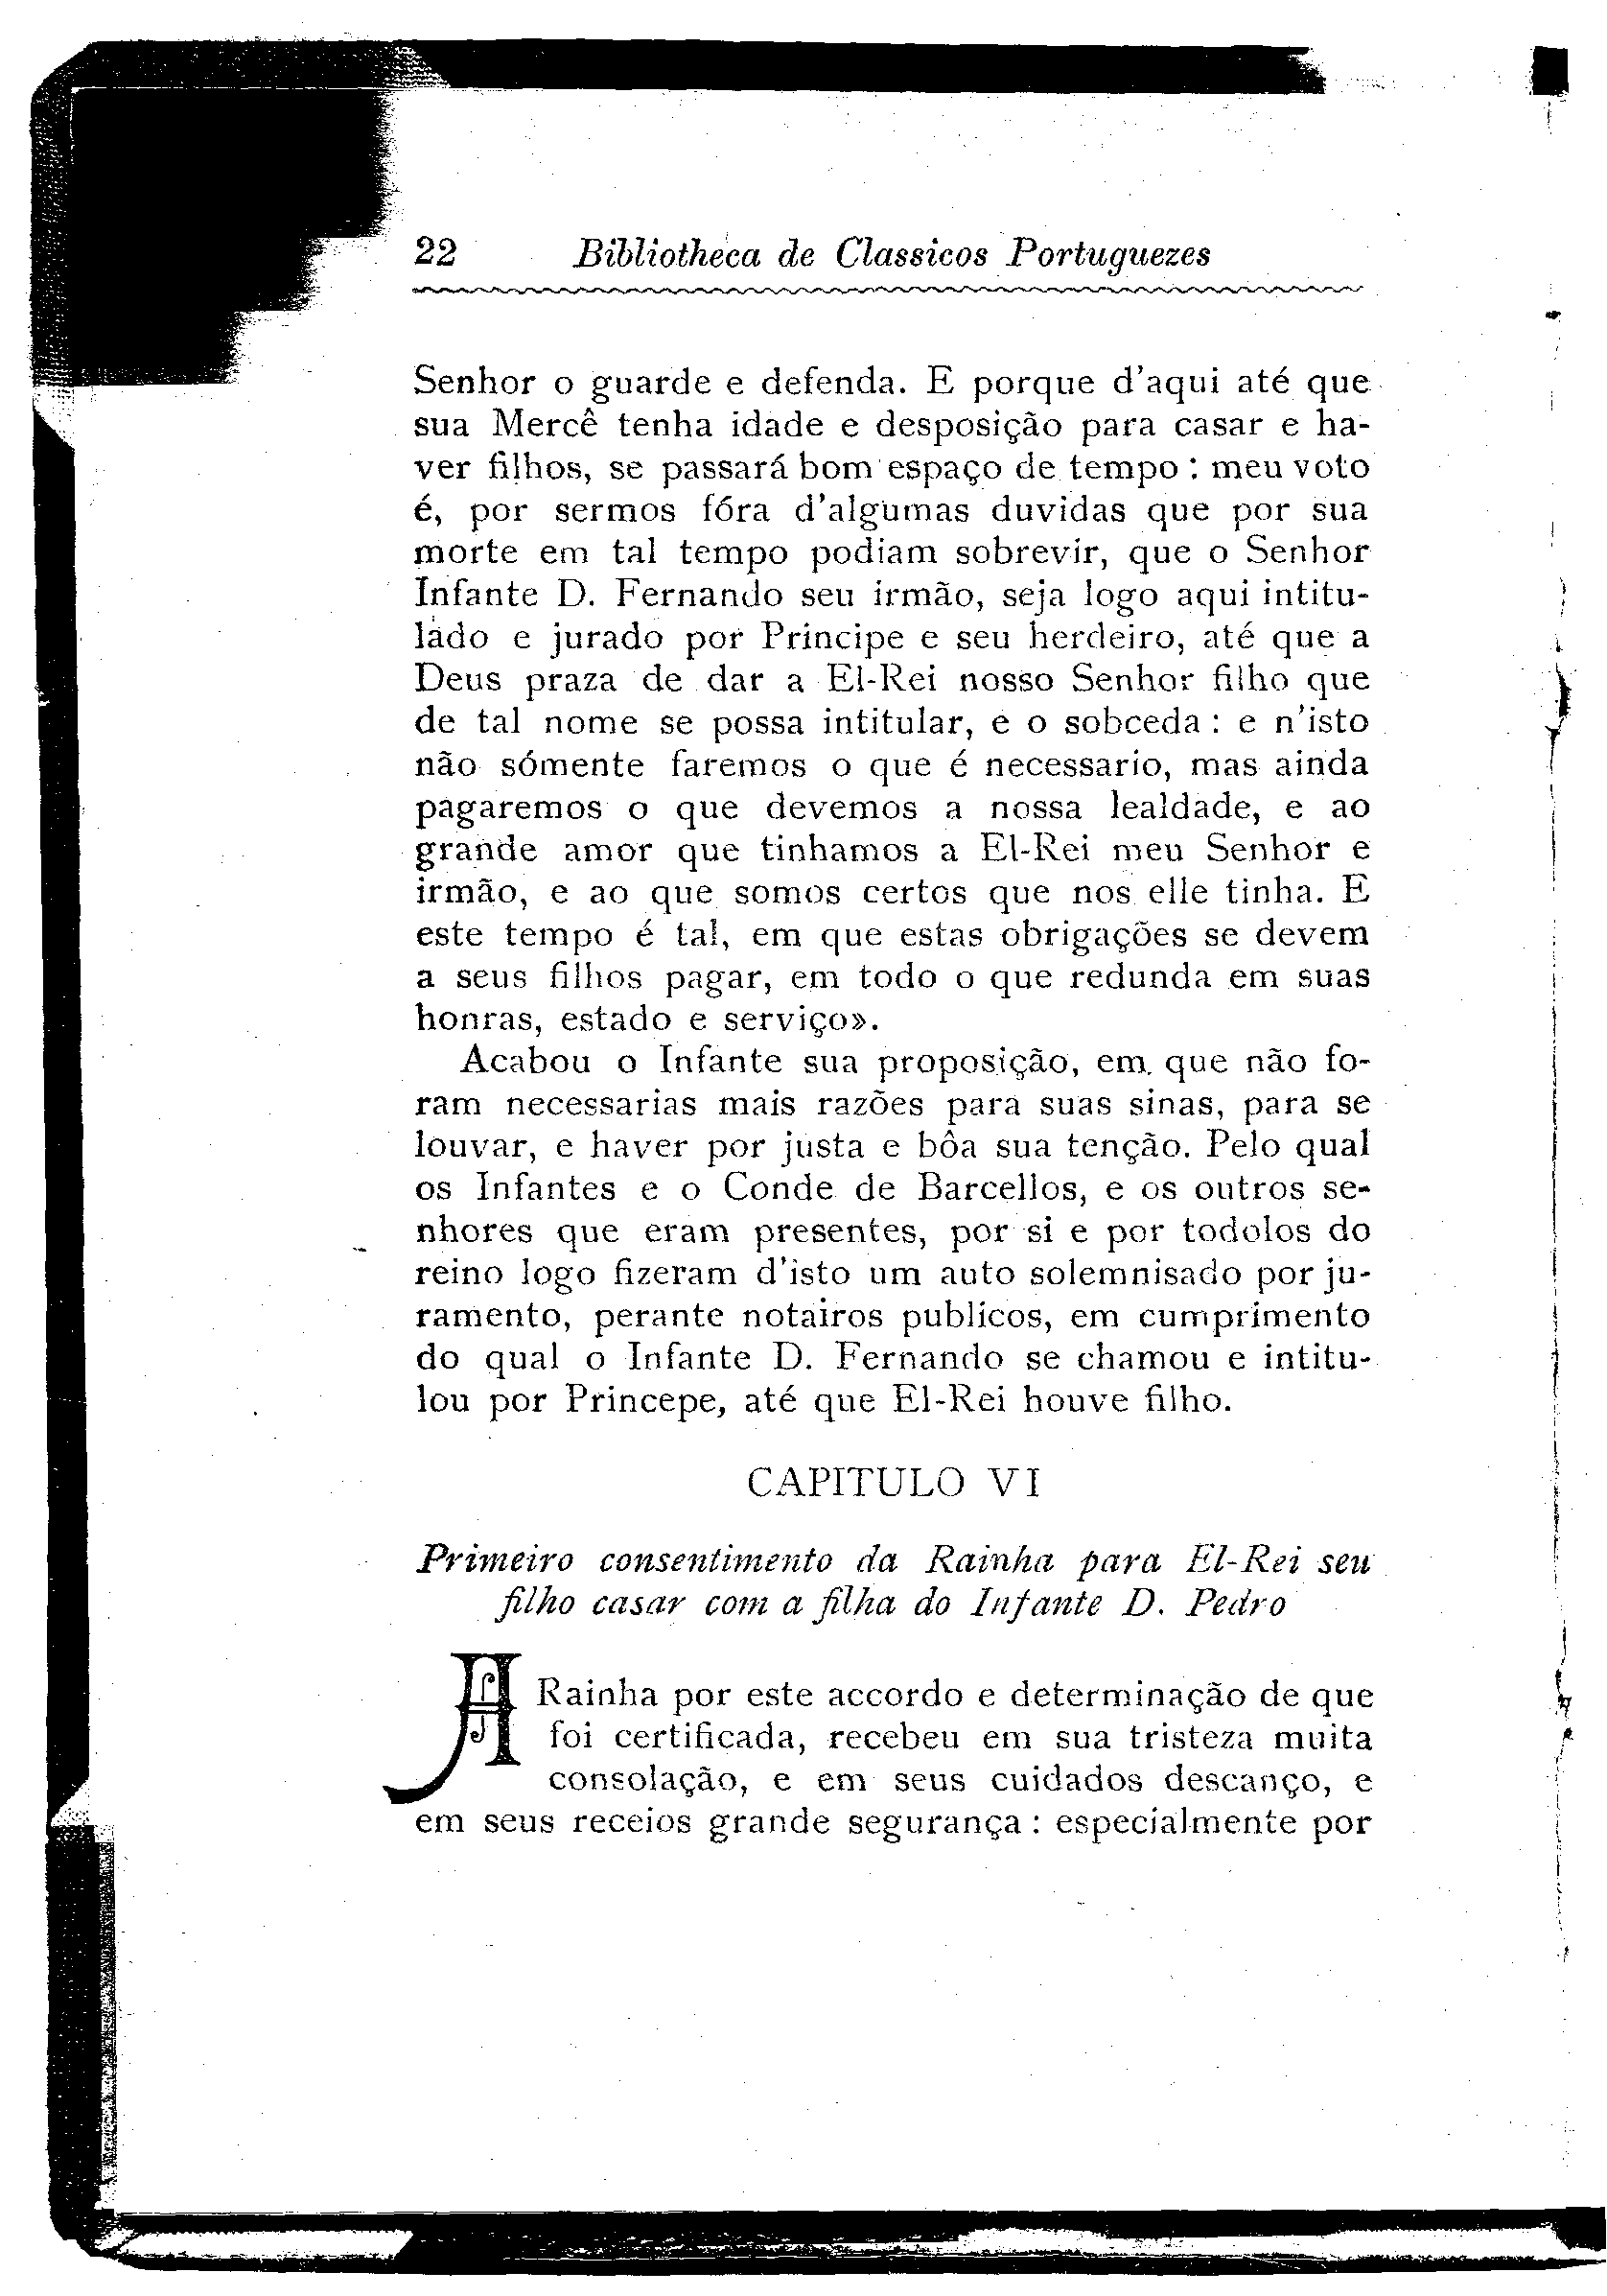 22 Bibliotheca de Classicos Portuguezes
Senhor o guarde e defenda. E porque d'aqui até que
sua Mercê tenha idade e desposição para casar e ha-
ver filhos, se passará bom espaço de tempo : meu voto
é, por sermos fóra d'algumas duvidas que por sua
morte em tal tempo podiam sobrevir, que o Senhor
Infante D. Fernando seu irmão, seja logo aqui intitu-
lado e jurado por Principe e seu herdeiro, até que a
Deus praza de dar a El-Rei nosso Senhor filho que
de tal nome se possa intitular, e o sobceda : e n'isto
não sómente faremos o que é necessario, mas ainda
pagaremos o que devemos a nossa lealdade, e ao
grande amor que tinhamos a El-Rei meu Senhor e
irmão, e ao que somos certos que nos elle tinha. E
este tempo é tal, em que estas obrigações se devem
a seus filhos pagar, em todo o que redunda em suas
honras, estado e serviço».
Acabou o Infante sua proposição, em que não fo-
ram necessarias mais razões para suas sinas, para se
louvar, e haver por justa e bôa sua tenção. Pelo qual
os Infantes e o Conde de Barcellos, e os outros se-
nhores que eram presentes, por si e por todolos do
reino logo fizeram d'isto um auto solemnisado por ju-
ramento, perante notairos publicos, em cumprimento
do qual o Infante D. Fernando se chamou e intitu-
lou por Princepe, até que El-Rei houve filho.
CAPITULO VI
Primeiro consentimento da Rainha para El-Rei seu
filho casar com a filha do Infante D. Pedro
A Rainha por este accordo e determinação de que
foi certificada, recebeu em sua tristeza muita
consolação, e em seus cuidados descanço, e
em seus receios grande segurança : especialmente por